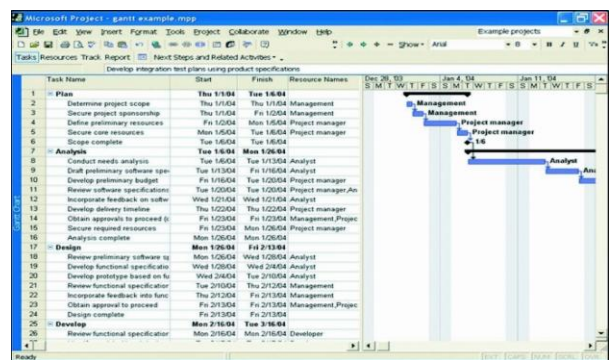 Microsoft Project - gantt example.mpp
File Edit View Insert Format Tools Project Collaborate Window Help Example projects
Show Arial 8 B I U
Tasks Resources Track Report Next Steps and Related Activities
Develop integration test plans using product specifications
Task Name Start Finish Resource Names Dec 28, '03 Jan 4, '04 Jan 11, '04
S M T W T F S S M T W T F S S M T W T F S
1 Plan Thu 1/1/04 Tue 1/6/04
2 Determine project scope Thu 1/1/04 Thu 1/1/04 Management Management
3 Secure project sponsorship Thu 1/1/04 Fri 1/2/04 Management Management
4 Define preliminary resources Fri 1/2/04 Mon 1/5/04 Project manager Project manager
5 Secure core resources Mon 1/5/04 Tue 1/6/04 Project manager Project manager
6 Scope complete Tue 1/6/04 Tue 1/6/04 1/6
7 Analysis Tue 1/6/04 Mon 1/26/04
8 Conduct needs analysis Tue 1/6/04 Tue 1/13/04 Analyst Analyst
9 Draft preliminary software spe Tue 1/13/04 Fri 1/16/04 Analyst Ana
10 Develop preliminary budget Fri 1/16/04 Tue 1/20/04 Project manager
11 Review software specifications Tue 1/20/04 Tue 1/20/04 Project manager,An
12 Incorporate feedback on softw Wed 1/21/04 Wed 1/21/04 Analyst
13 Develop delivery timeline Thu 1/22/04 Thu 1/22/04 Project manager
14 Obtain approvals to proceed (c Fri 1/23/04 Fri 1/23/04 Management,Projec
15 Secure required resources Fri 1/23/04 Mon 1/26/04 Project manager
16 Analysis complete Mon 1/26/04 Mon 1/26/04
17 Design Mon 1/26/04 Fri 2/13/04
18 Review preliminary software sp Mon 1/26/04 Wed 1/28/04 Analyst
19 Develop functional specificatio Wed 1/28/04 Wed 2/4/04 Analyst
20 Develop prototype based on fu Wed 2/4/04 Tue 2/10/04 Analyst
21 Review functional specification Tue 2/10/04 Thu 2/12/04 Management
22 Incorporate feedback into func Thu 2/12/04 Fri 2/13/04 Management
23 Obtain approval to proceed Fri 2/13/04 Fri 2/13/04 Management,Projec
24 Design complete Fri 2/13/04 Fri 2/13/04
25 Develop Mon 2/16/04 Tue 3/16/04
26 Review functional specification Mon 2/16/04 Mon 2/16/04 Developer
Gantt Chart
Ready EXT CAPS NUM SCRL OVR